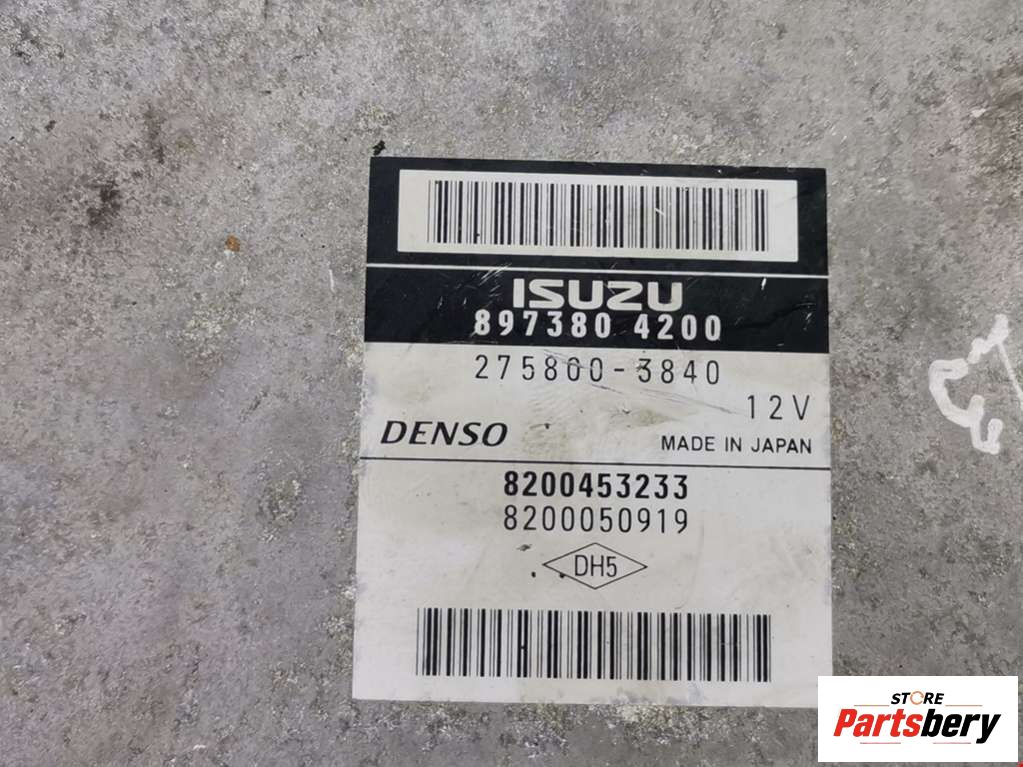 ISUZU
897380 4200
275800-3840
12V
DENSO MADE IN JAPAN
8200453233
8200050919
DH5
STORE
Partsbery